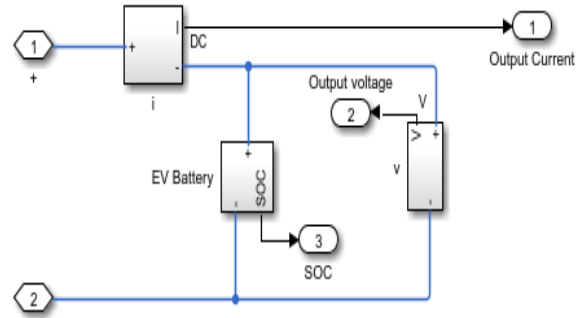 1
+
+
I
-
DC
i
1
Output Current
Output voltage
2
V
V
+
-
v
EV Battery
+
-
SOC
3
SOC
2